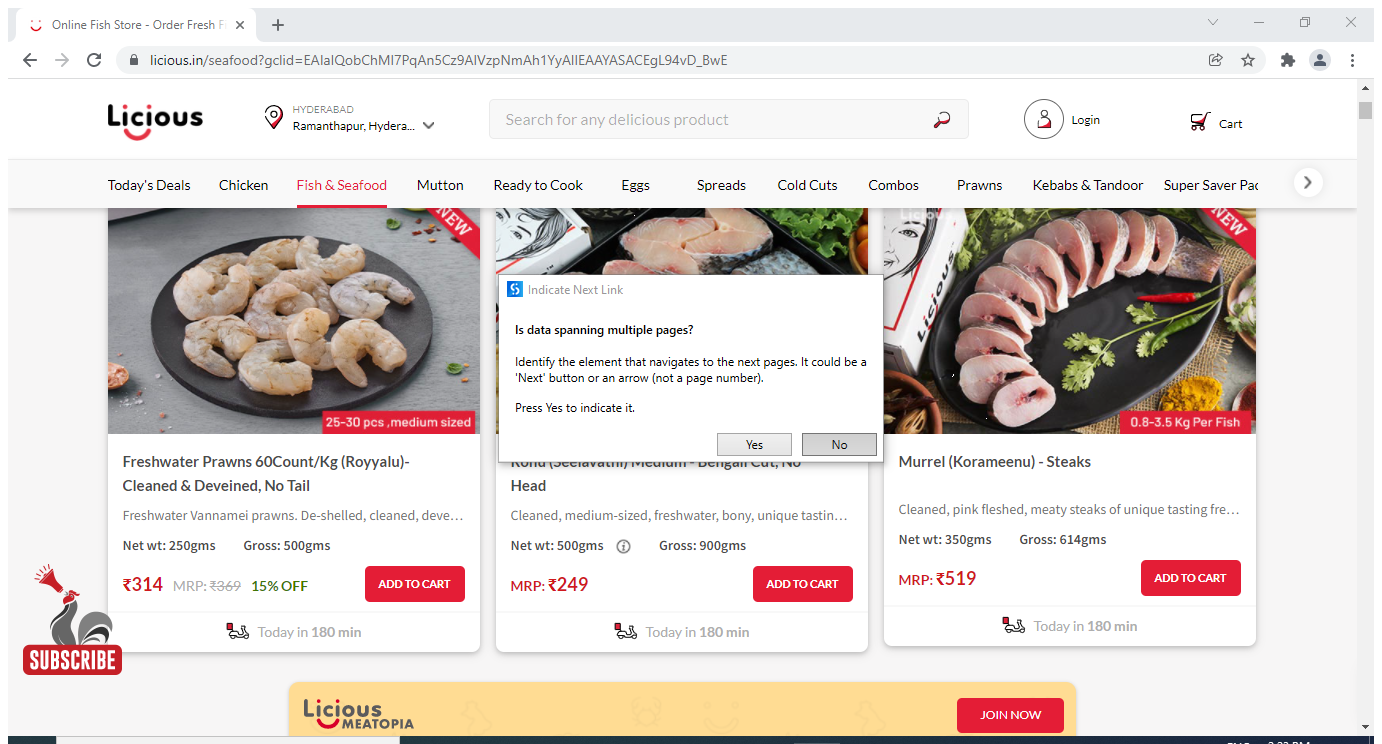 Online Fish Store - Order Fresh F
licious.in/seafood?gclid=EAIaIQobChMI7PqAn5Cz9AIVzpNmAh1YyAIIEAAYASACEgL94vD_BwE
Licious
HYDERABAD
Ramanthapur, Hydera...
Search for any delicious product
Login
Cart
Today's Deals Chicken Fish & Seafood Mutton Ready to Cook Eggs Spreads Cold Cuts Combos Prawns Kebabs & Tandoor Super Saver Pac
NEW
Licious
NEW
Licious
Indicate Next Link
Is data spanning multiple pages?
Identify the element that navigates to the next pages. It could be a
'Next' button or an arrow (not a page number).
Press Yes to indicate it.
Yes No
25-30 pcs ,medium sized
0.8-3.5 Kg Per Fish
Freshwater Prawns 60Count/Kg (Royyalu)-
Cleaned & Deveined, No Tail
Freshwater Vannamei prawns. De-shelled, cleaned, deve...
Net wt: 250gms Gross: 500gms
₹314 MRP: ₹369 15% OFF ADD TO CART
Today in 180 min
Rohu (Seelavathi) Medium - Bengali Cut, No
Head
Cleaned, medium-sized, freshwater, bony, unique tastin...
Net wt: 500gms Gross: 900gms
MRP: ₹249 ADD TO CART
Today in 180 min
Murrel (Korameenu) - Steaks
Cleaned, pink fleshed, meaty steaks of unique tasting fre...
Net wt: 350gms Gross: 614gms
MRP: ₹519 ADD TO CART
Today in 180 min
SUBSCRIBE
Licious
MEATOPIA
JOIN NOW